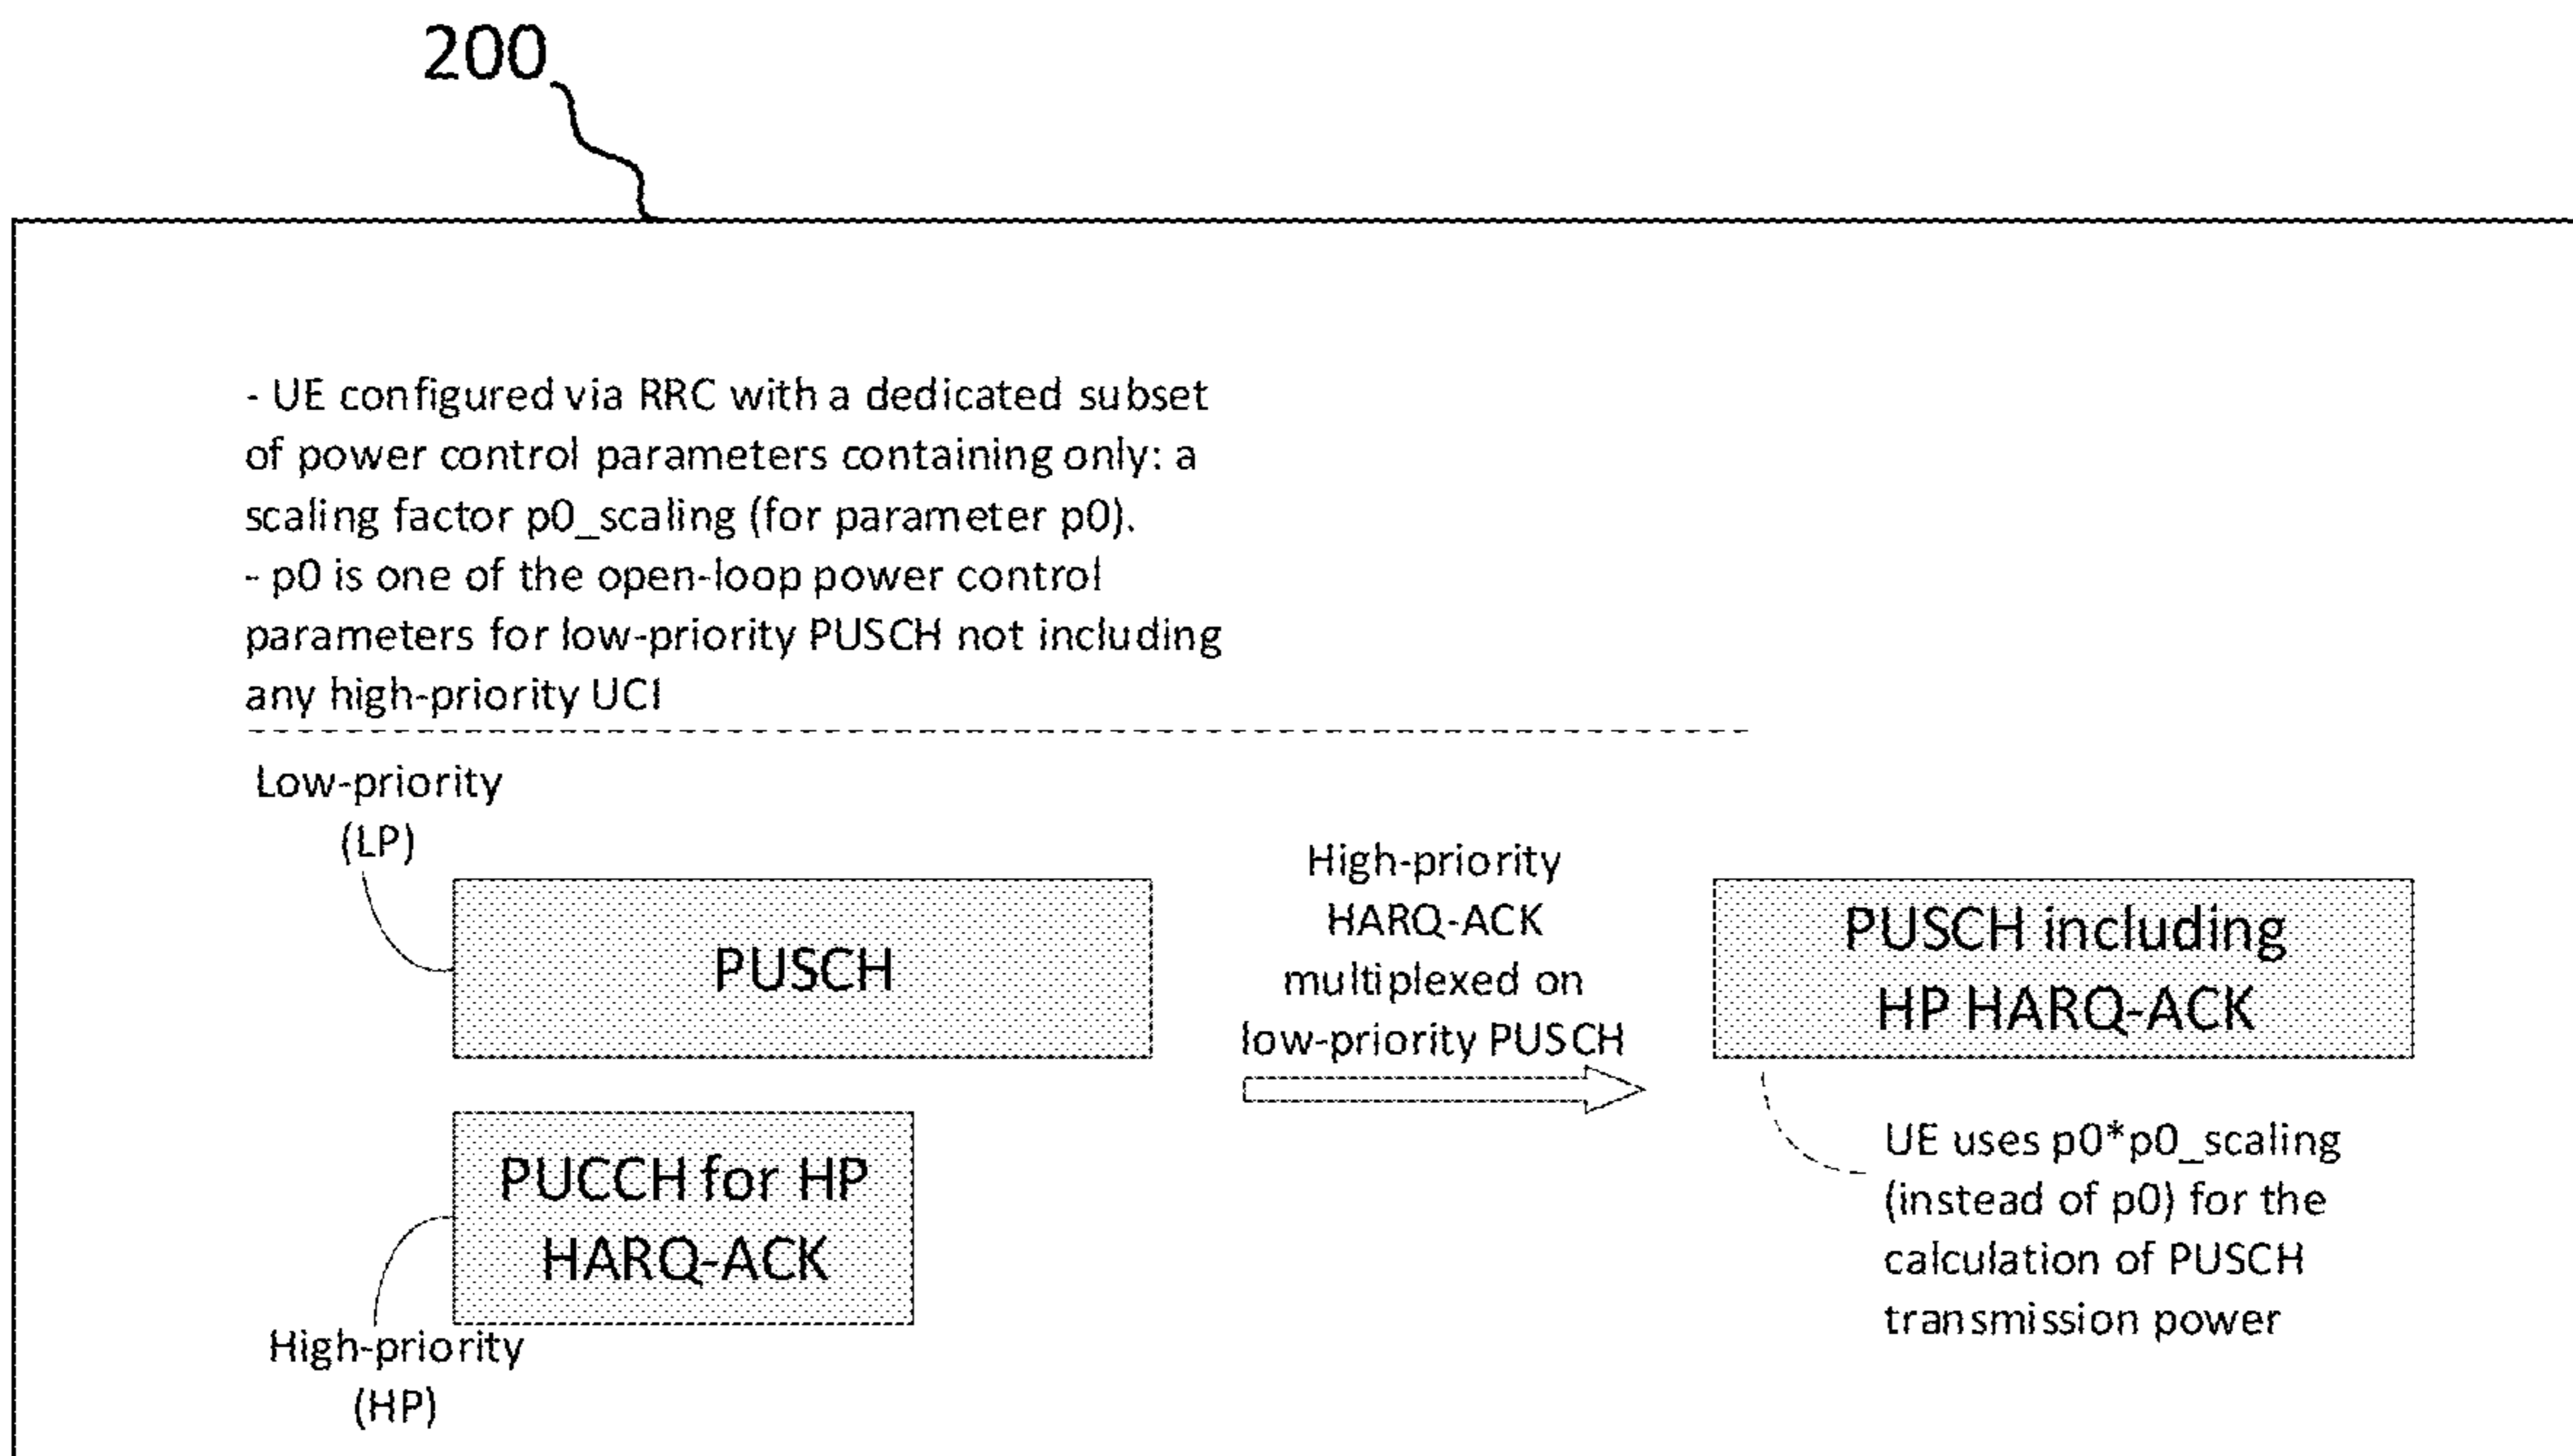 200
- UE configured via RRC with a dedicated subset
of power control parameters containing only: a
scaling factor p0_scaling (for parameter p0).
- p0 is one of the open-loop power control
parameters for low-priority PUSCH not including
any high-priority UCI
Low-priority
(LP)
PUSCH
High-priority
HARQ-ACK
multiplexed on
low-priority PUSCH
PUSCH including
HP HARQ-ACK
PUCCH for HP
HARQ-ACK
High-priority
(HP)
UE uses p0*p0_scaling
(instead of p0) for the
calculation of PUSCH
transmission power